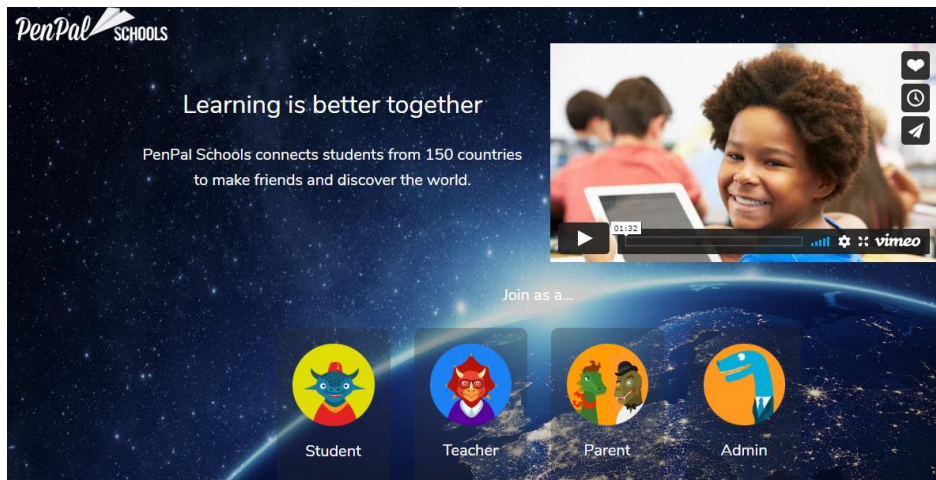 PenPal SCHOOLS
Learning is better together
PenPal Schools connects students from 150 countries
to make friends and discover the world.
01:32
vimeo
Join as a...
Student
Teacher
Parent
Admin